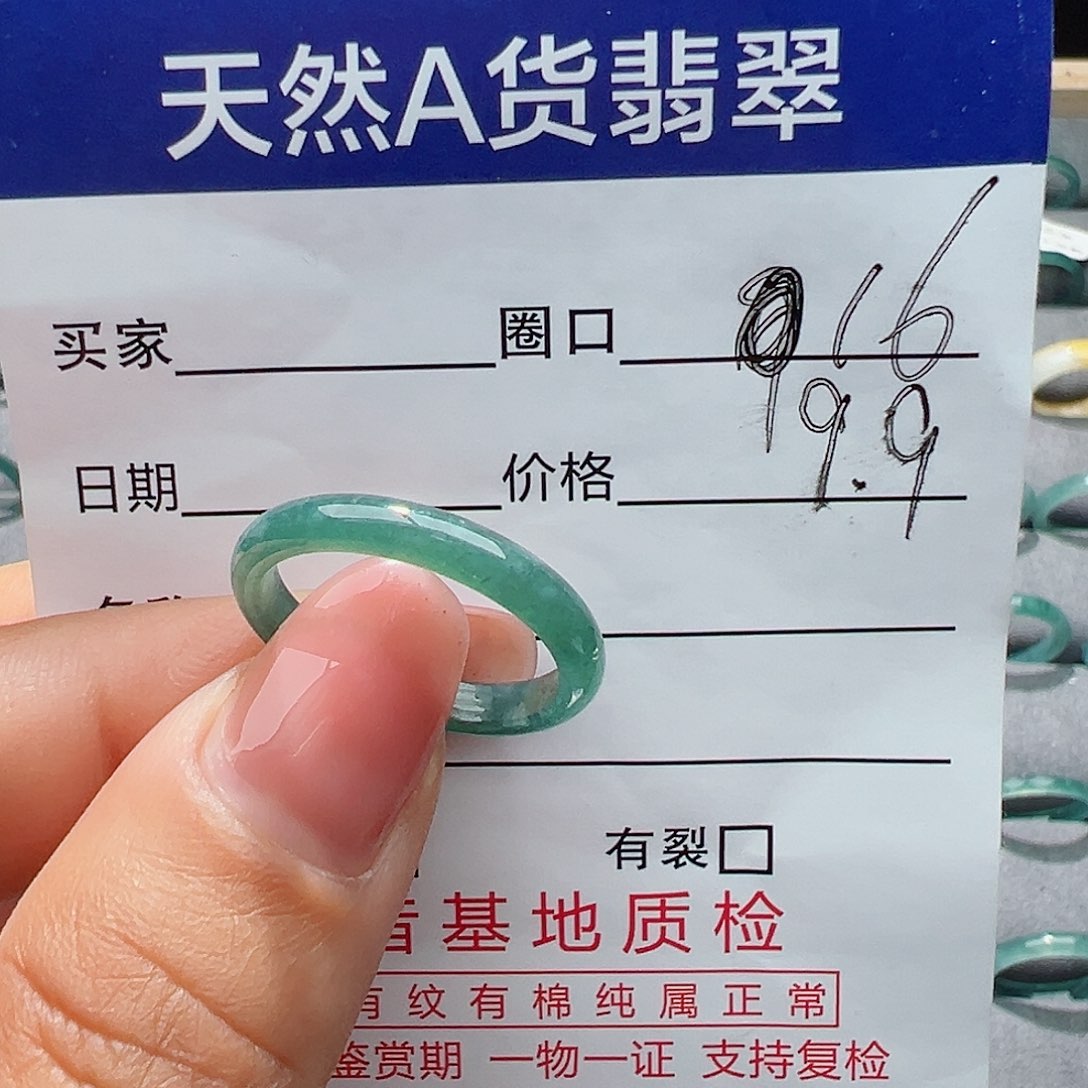 天然A货翡翠
买家 圈口 16
日期 价格 19.9
有裂
基地质检
有纹有棉纯属正常
鉴赏期 一物一证 支持复检